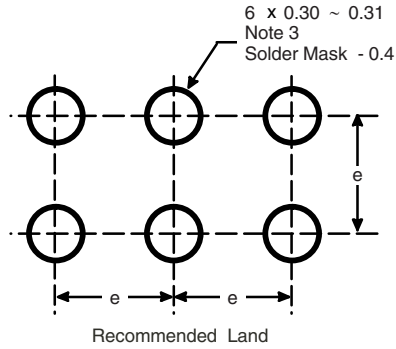 6 x 0.30 ~ 0.31
Note 3
Solder Mask - 0.4
e
e
e
Recommended Land